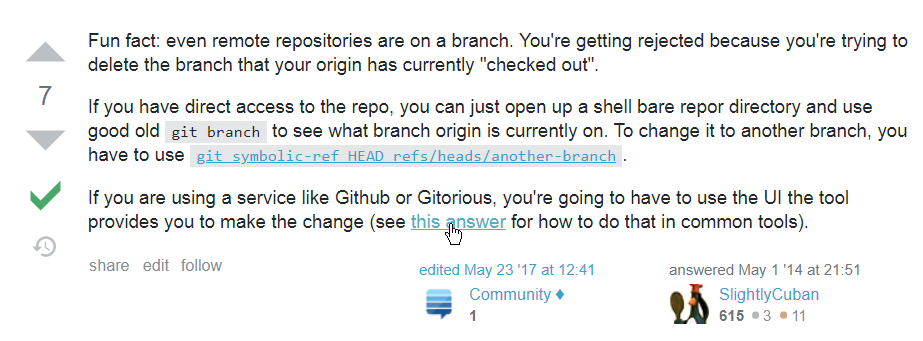 Fun fact: even remote repositories are on a branch. You're getting rejected because you're trying to
delete the branch that your origin has currently "checked out".
7
If you have direct access to the repo, you can just open up a shell bare repor directory and use
good old git branch to see what branch origin is currently on. To change it to another branch, you
have to use git symbolic-ref HEAD refs/heads/another-branch.
If you are using a service like Github or Gitorious, you're going to have to use the UI the tool
provides you to make the change (see this answer for how to do that in common tools).
share edit follow
edited May 23 '17 at 12:41
Community ♦
1
answered May 1 '14 at 21:51
SlightlyCuban
615 ● 3 ● 11